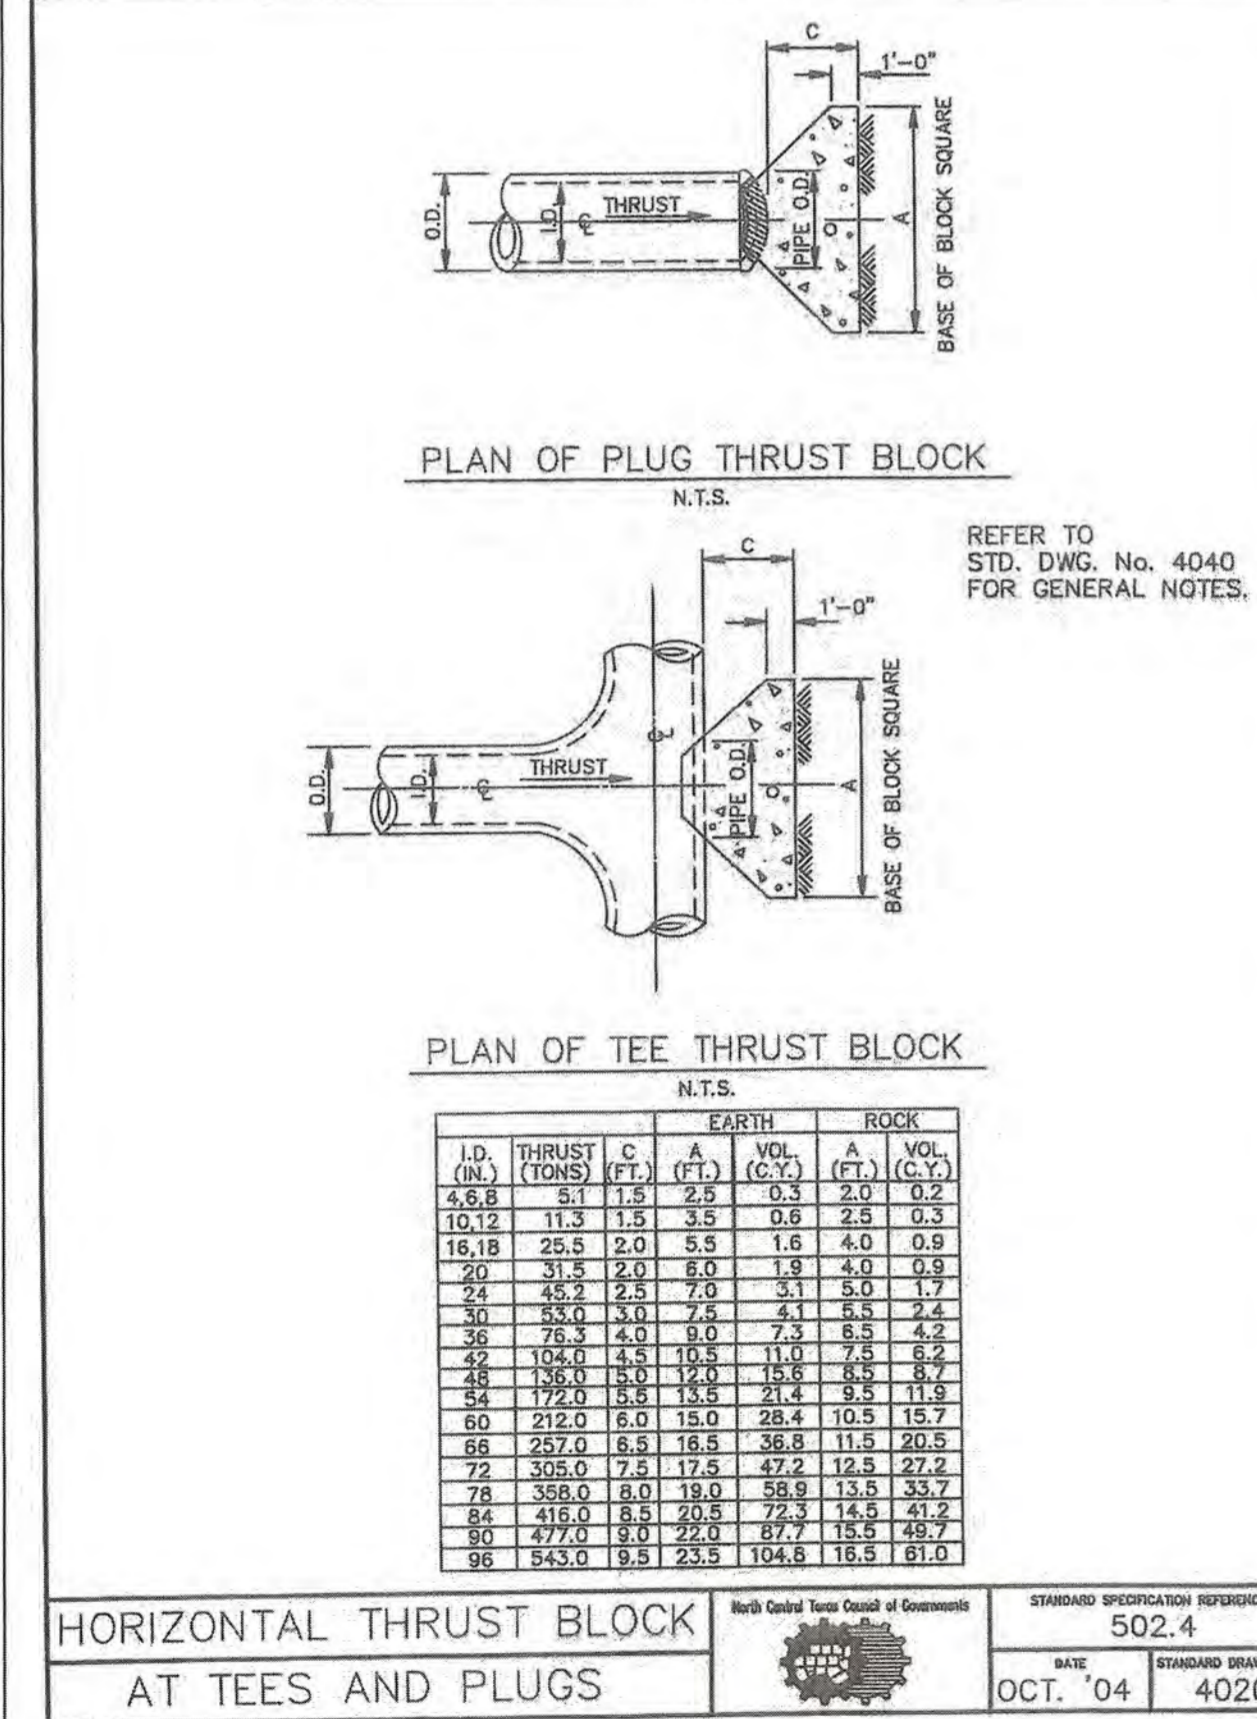 C
1'-0"
O.D.
I.D.
℄
THRUST
PIPE O.D.
A
BASE OF BLOCK SQUARE
PLAN OF PLUG THRUST BLOCK
N.T.S.
REFER TO
STD. DWG. No. 4040
FOR GENERAL NOTES.
C
1'-0"
℄
O.D.
I.D.
℄
THRUST
PIPE O.D.
A
BASE OF BLOCK SQUARE
PLAN OF TEE THRUST BLOCK
N.T.S.
EARTH ROCK
I.D. (IN.) THRUST (TONS) C (FT.) A (FT.) VOL. (C.Y.) A (FT.) VOL. (C.Y.)
4,6,8 5.1 1.5 2.5 0.3 2.0 0.2
10,12 11.3 1.5 3.5 0.6 2.5 0.3
16,18 25.5 2.0 5.5 1.6 4.0 0.9
20 31.5 2.0 6.0 1.9 4.0 0.9
24 45.2 2.5 7.0 3.1 5.0 1.7
30 53.0 3.0 7.5 4.1 5.5 2.4
36 76.3 4.0 9.0 7.3 6.5 4.2
42 104.0 4.5 10.5 11.0 7.5 6.2
48 136.0 5.0 12.0 15.6 8.5 8.7
54 172.0 5.5 13.5 21.4 9.5 11.9
60 212.0 6.0 15.0 28.4 10.5 15.7
66 257.0 6.5 16.5 36.8 11.5 20.5
72 305.0 7.5 17.5 47.2 12.5 27.2
78 358.0 8.0 19.0 58.9 13.5 33.7
84 416.0 8.5 20.5 72.3 14.5 41.2
90 477.0 9.0 22.0 87.7 15.5 49.7
96 543.0 9.5 23.5 104.8 16.5 61.0
HORIZONTAL THRUST BLOCK
AT TEES AND PLUGS
North Central Texas Council of Governments
STANDARD SPECIFICATION
502.4
DATE
OCT. '04
STANDARD
402